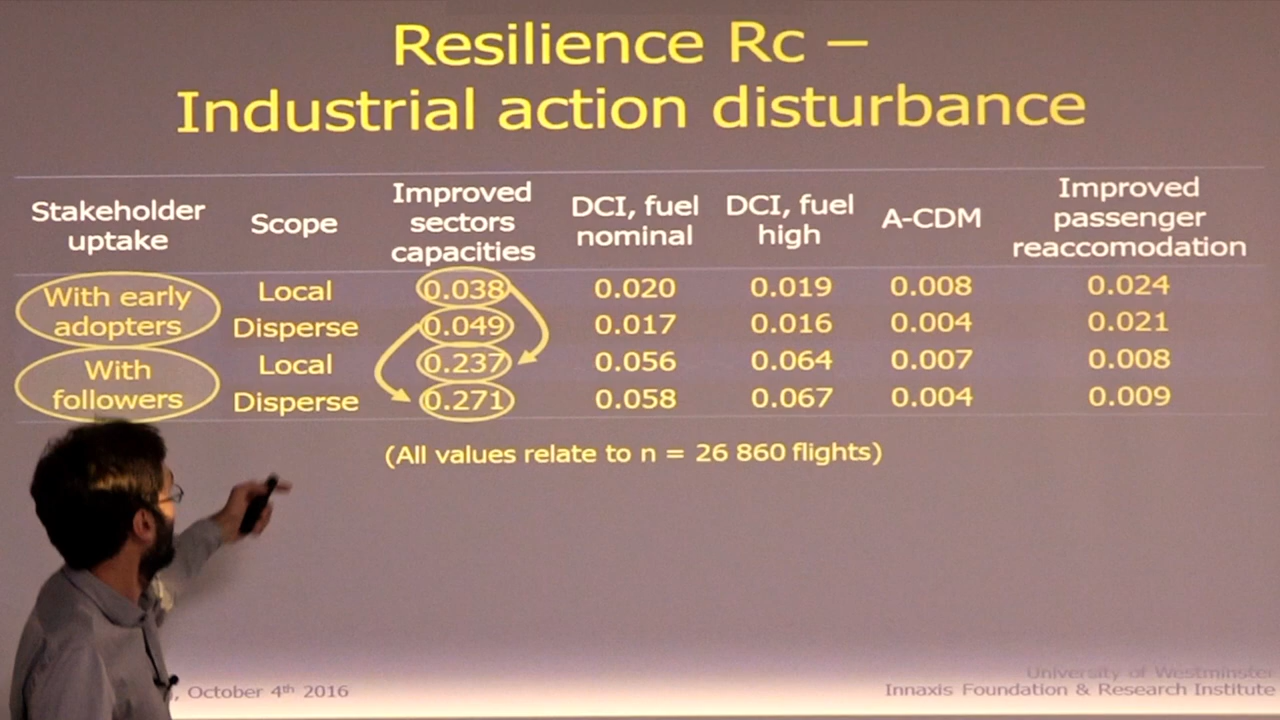 Resilience Rc –
Industrial action disturbance
Stakeholder uptake Scope Improved sectors capacities DCI, fuel nominal DCI, fuel high A-CDM Improved passenger reaccomodation
With early adopters Local 0.038 0.020 0.019 0.008 0.024
Disperse 0.049 0.017 0.016 0.004 0.021
With followers Local 0.237 0.056 0.064 0.007 0.008
Disperse 0.271 0.058 0.067 0.004 0.009
(All values relate to n = 26 860 flights)
, October 4th 2016
University of Westminster
Innaxis Foundation & Research Institute